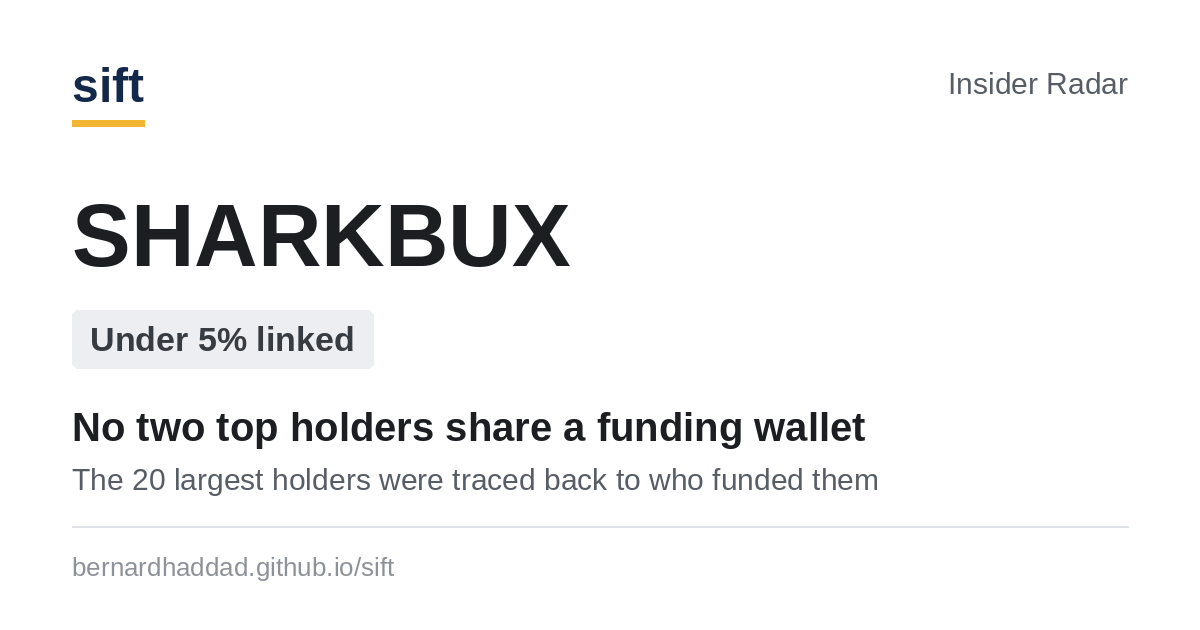 sift
Insider Radar
SHARKBUX
Under 5% linked
No two top holders share a funding wallet
The 20 largest holders were traced back to who funded them
bernardhaddad.github.io/sift